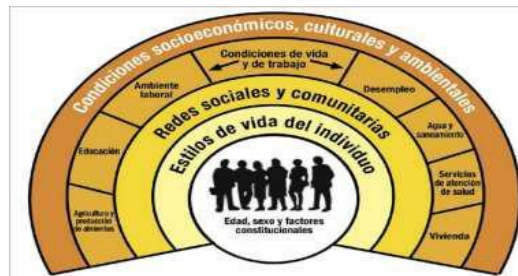 Condiciones socioeconómicos, culturales y ambientales
Condiciones de vida
y de trabajo
Ambiente
laboral
Desempleo
Educación
Agua y
saneamiento
Servicios
de atención
de salud
Agricultura y
producción
de alimentos
Vivienda
Redes sociales y comunitarias
Estilos de vida del individuo
Edad, sexo y factores
constitucionales